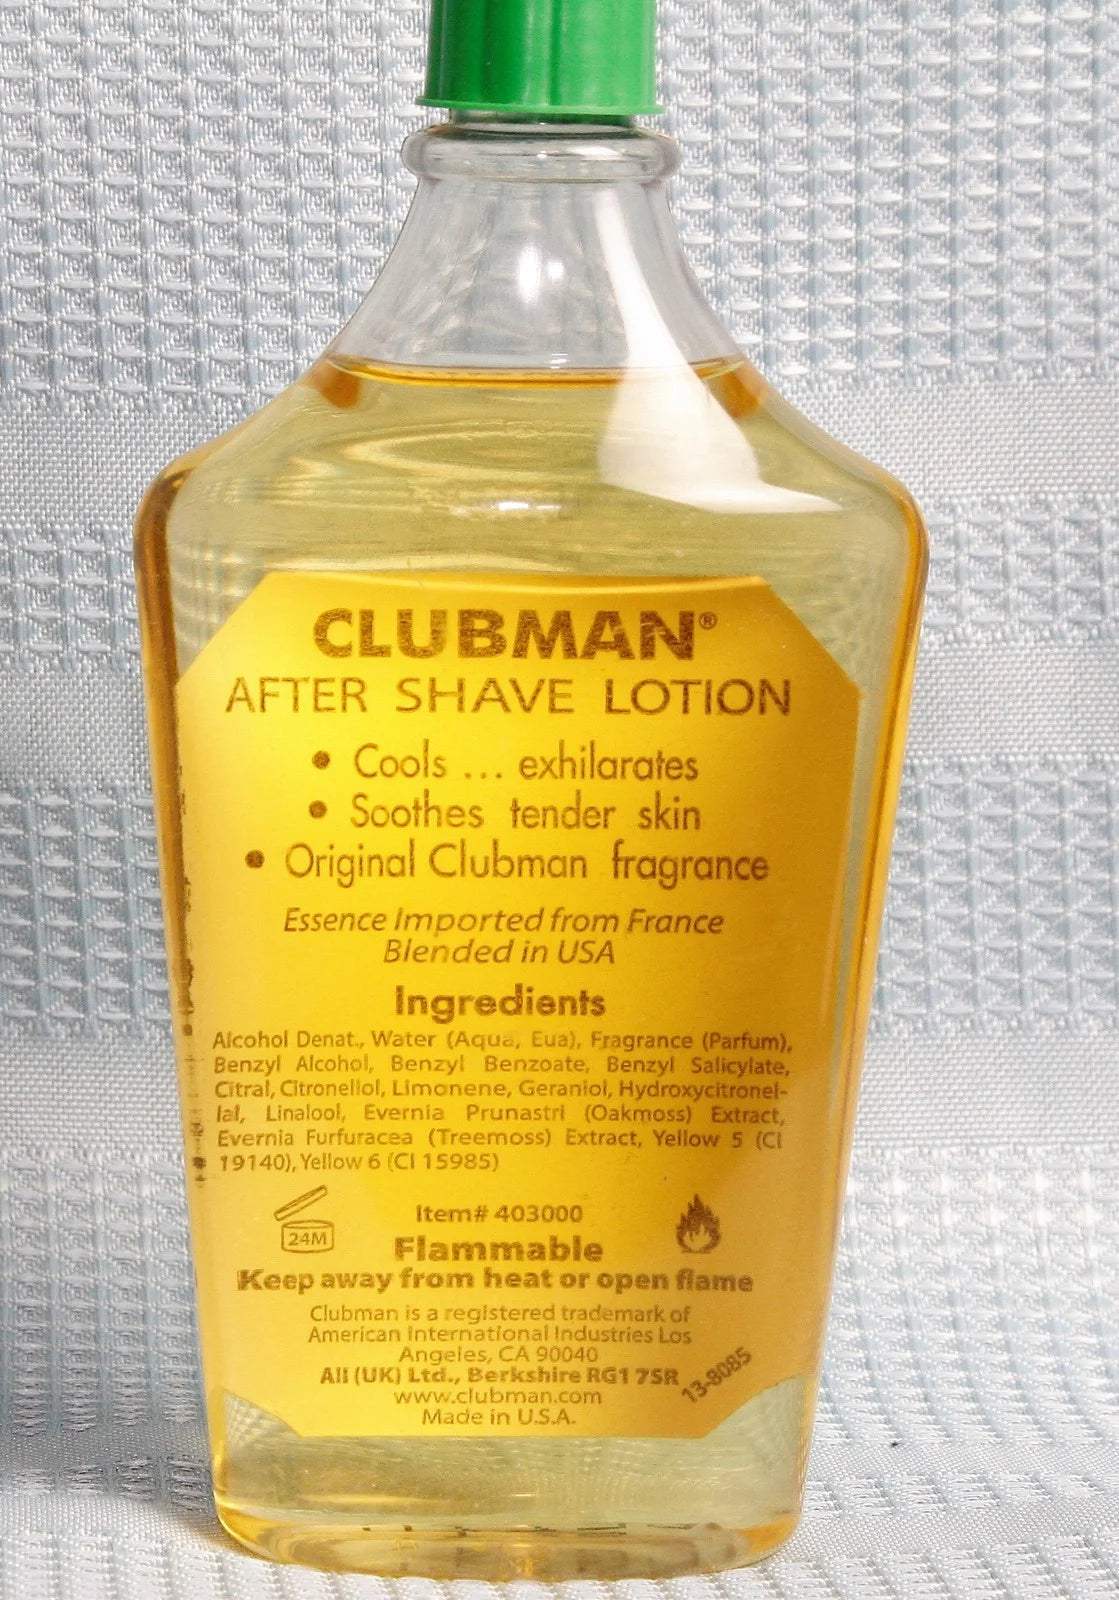 CLUBMAN®
AFTER SHAVE LOTION
• Cools ... exhilarates
• Soothes tender skin
• Original Clubman fragrance
Essence Imported from France
Blended in USA
Ingredients
Alcohol Denat., Water (Aqua, Eua), Fragrance (Parfum),
Benzyl Alcohol, Benzyl Benzoate, Benzyl Salicylate,
Citral, Citronellol, Limonene, Geraniol, Hydroxycitronel-
lal, Linalool, Evernia Prunastri (Oakmoss) Extract,
Evernia Furfuracea (Treemoss) Extract, Yellow 5 (CI
19140), Yellow 6 (CI 15985)
24M
Item# 403000
Flammable
Keep away from heat or open flame
Clubman is a registered trademark of
American International Industries Los
Angeles, CA 90040
AII (UK) Ltd., Berkshire RG1 7SR
www.clubman.com
Made in U.S.A.
13-8085